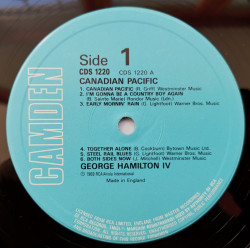 CAMDEN
Side 1
CDS 1220 CDS 1220 A
CANADIAN PACIFIC
1. CANADIAN PACIFIC (R. Griff) Westminster Music
2. I'M GONNA BE A COUNTRY BOY AGAIN
(B. Sainte Marie) Kondor Music (Lon.)
3. EARLY MORNIN' RAIN (G. Lightfoot) Warner Bros. Music
4. TOGETHER ALONE (B. Cockburn) Bytown Music Ltd.
5. STEEL RAIL BLUES (G. Lightfoot) Warner Bros. Music
6. BOTH SIDES NOW (J. Mitchell) Westminster Music
GEORGE HAMILTON IV
Made in England